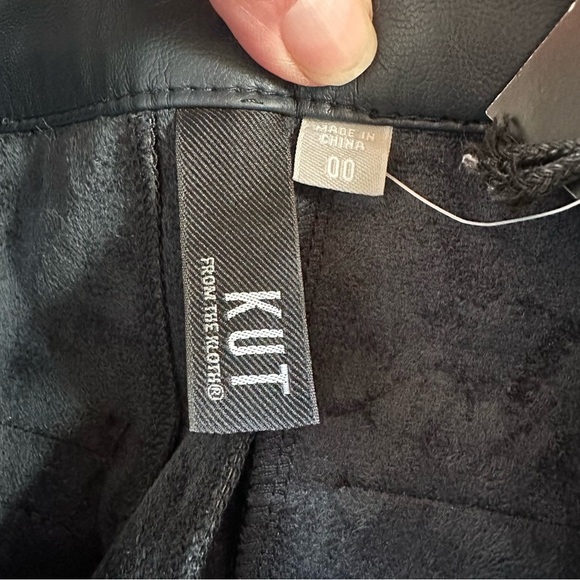 MADE IN
CHINA
00
KUT
FROM THE KLOTH®